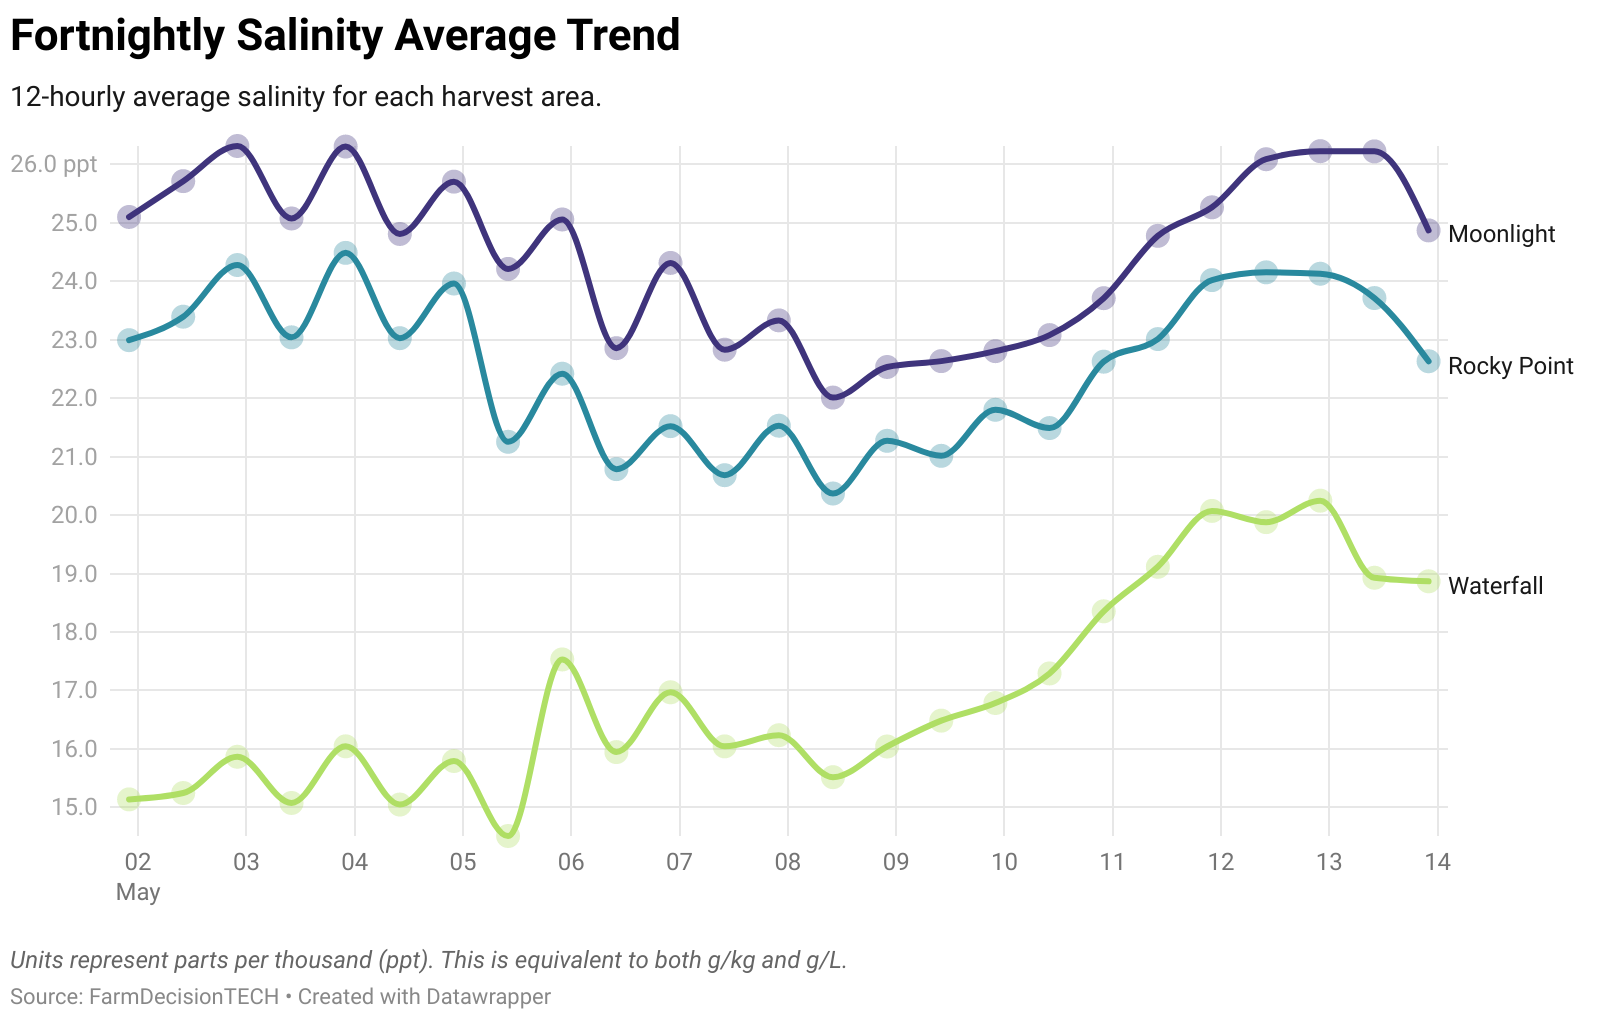 Fortnightly Salinity Average Trend
12-hourly average salinity for each harvest area.
26.0 ppt
25.0
24.0
23.0
22.0
21.0
20.0
19.0
18.0
17.0
16.0
15.0
Moonlight
Rocky Point
Waterfall
02 03 04 05 06 07 08 09 10 11 12 13 14
May
Units represent parts per thousand (ppt). This is equivalent to both g/kg and g/L.
Source: FarmDecisionTECH • Created with Datawrapper